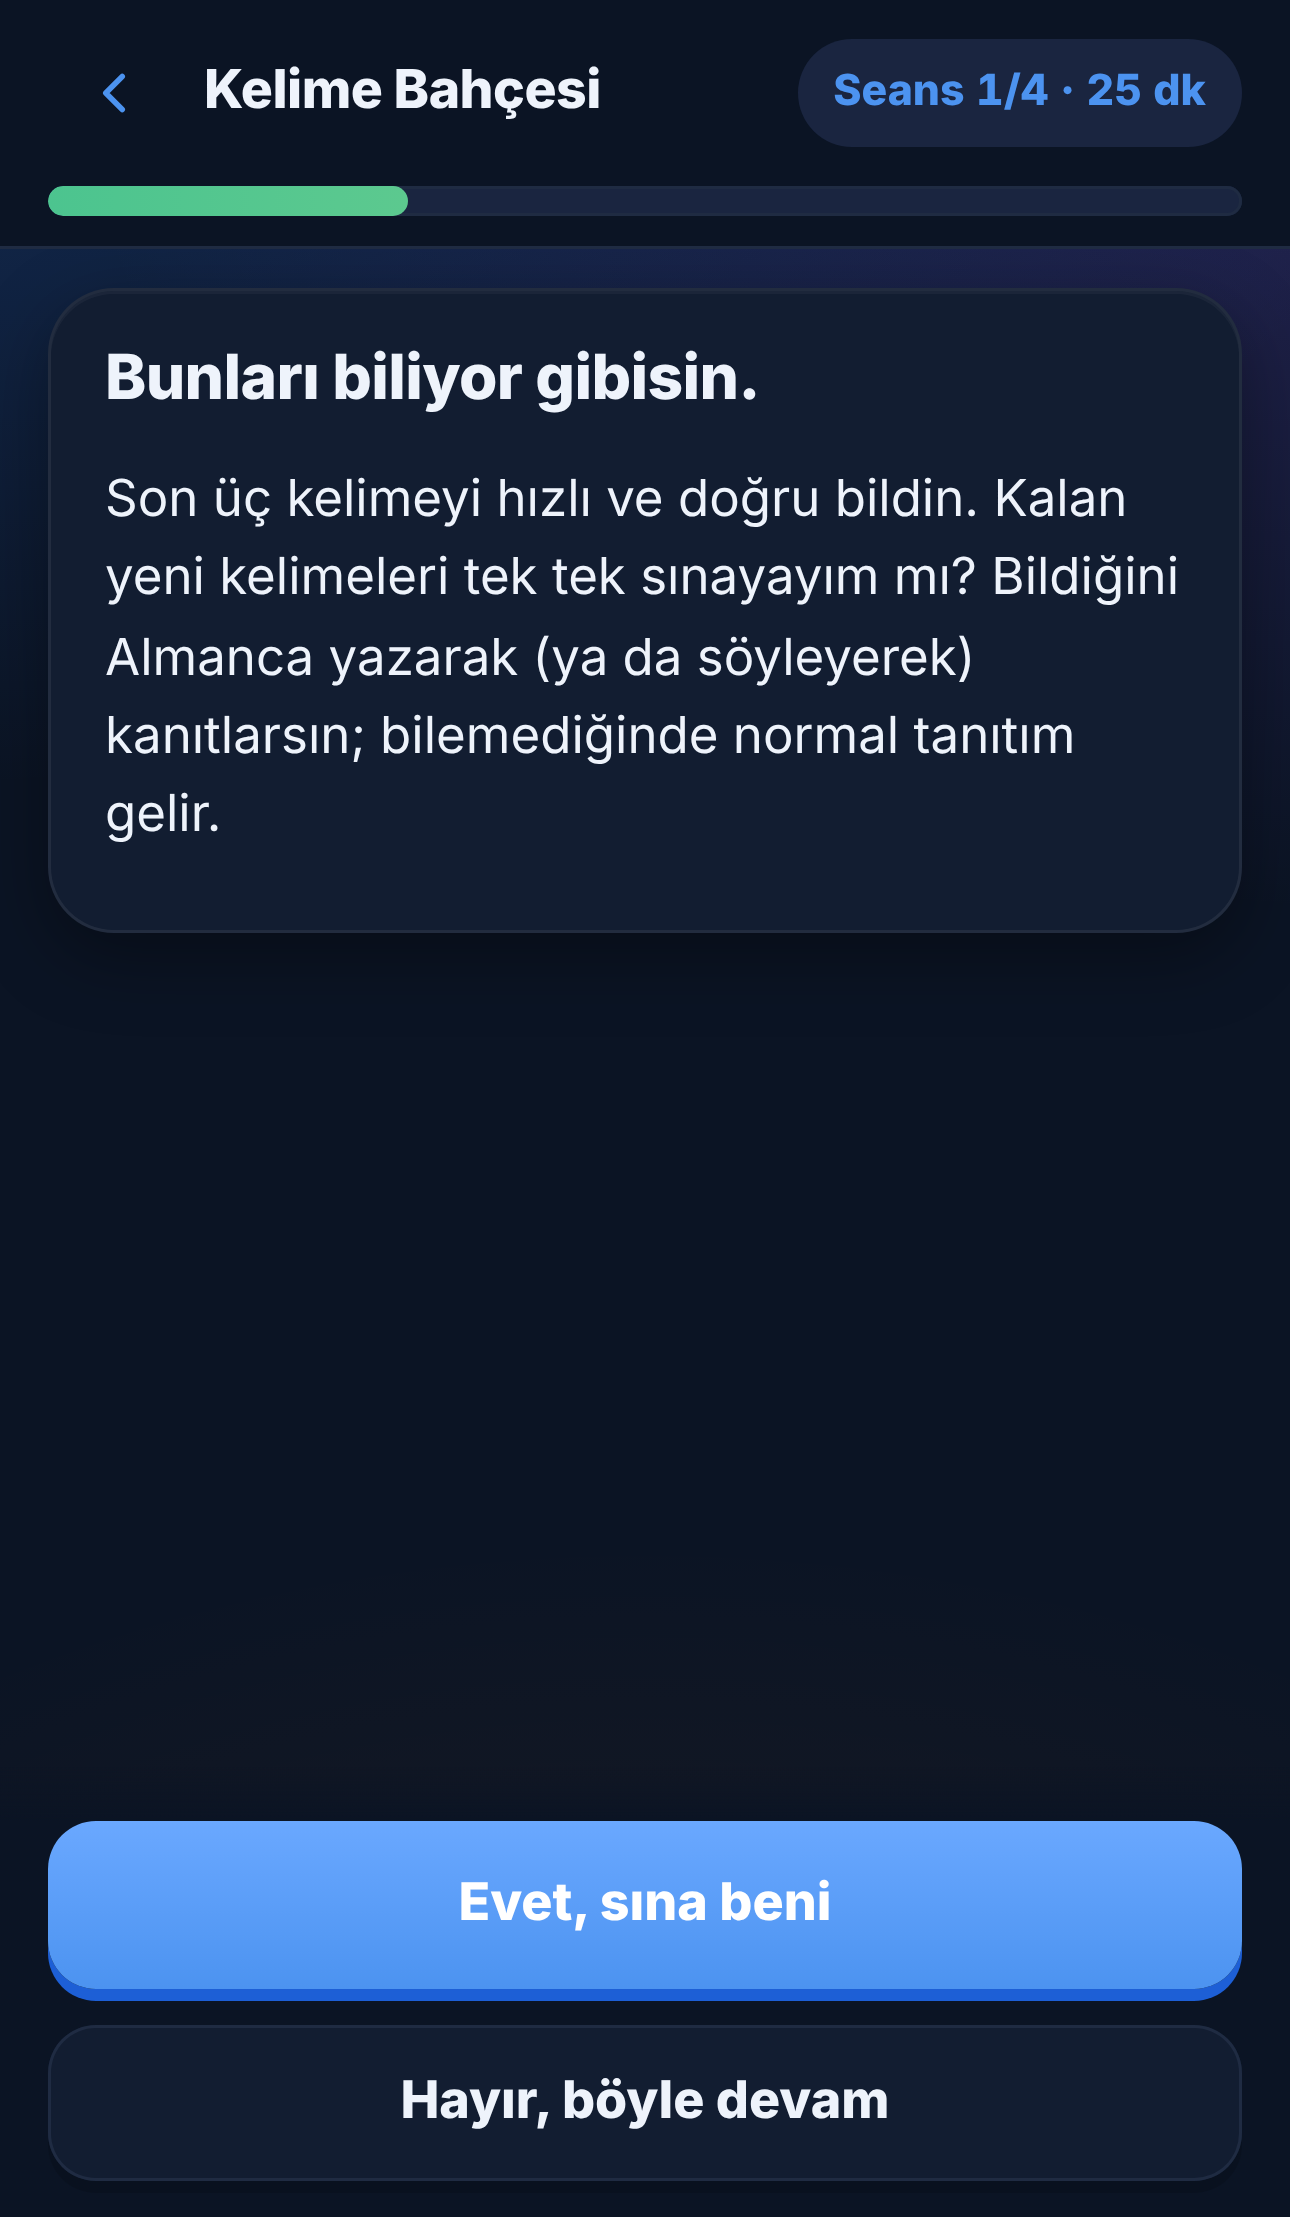 Kelime Bahçesi
Seans 1/4 · 25 dk
Bunları biliyor gibisin.
Son üç kelimeyi hızlı ve doğru bildin. Kalan
yeni kelimeleri tek tek sınayayım mı? Bildiğini
Almanca yazarak (ya da söyleyerek)
kanıtlarsın; bilemediğinde normal tanıtım
gelir.
Evet, sına beni
Hayır, böyle devam